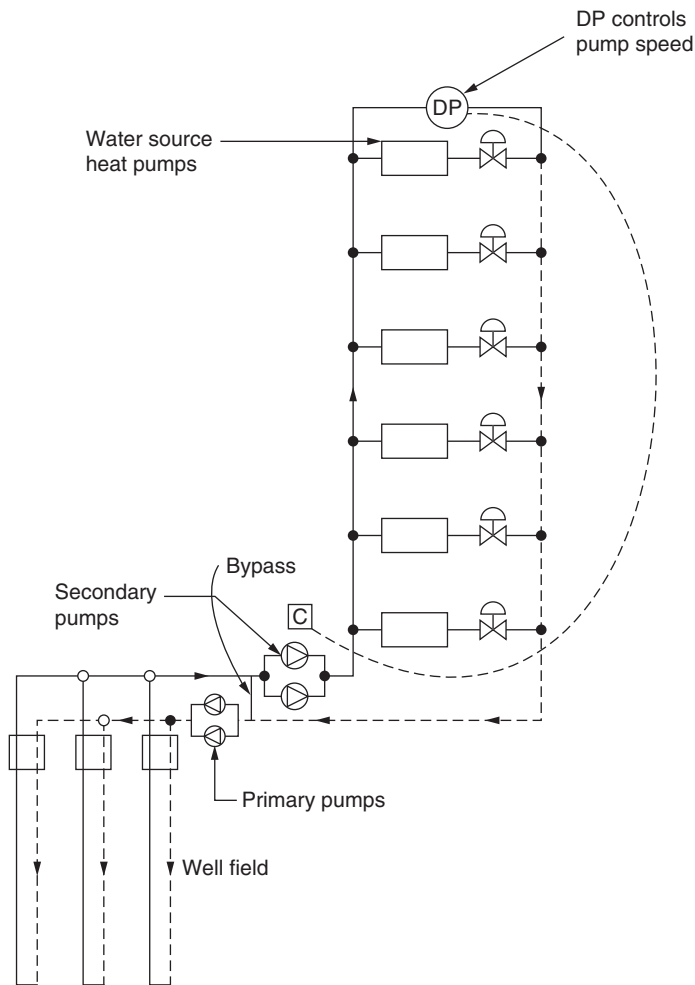 DP controls
pump speed
DP
Water source
heat pumps
Bypass
Secondary
pumps
C
Primary pumps
Well field